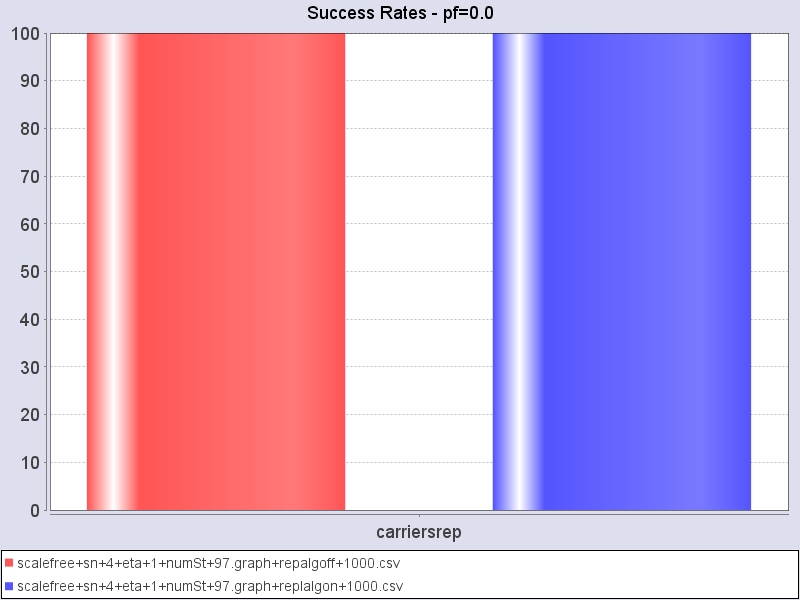 Success Rates - pf=0.0
100
90
80
70
60
50
40
30
20
10
0
carriersrep
scalefree+sn+4+eta+1+numSt+97.graph+repalgoff+1000.csv
scalefree+sn+4+eta+1+numSt+97.graph+replalgon+1000.csv